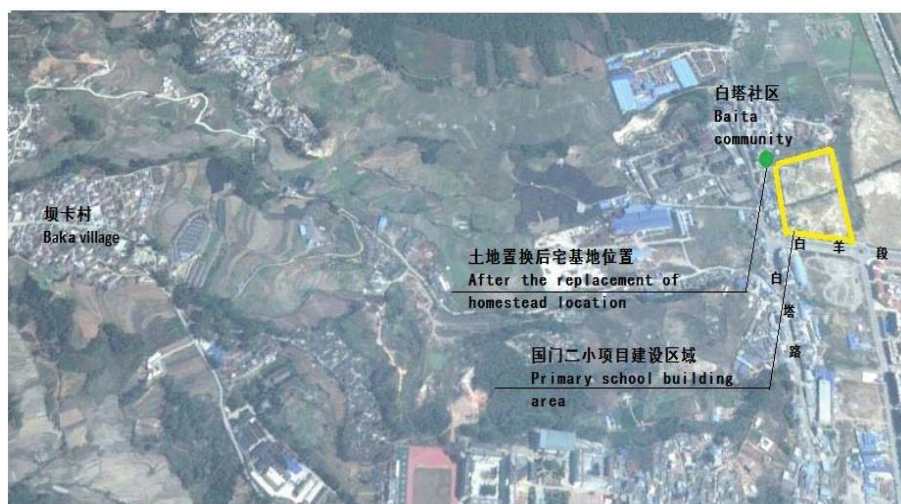 白塔社区
Baita
community
坝卡村
Baka village
土地置换后宅基地位置
After the replacement of
homestead location
白羊段
白塔路
国门二小项目建设区域
Primary school building
area